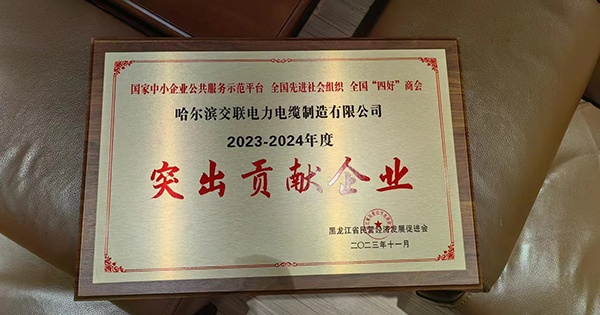 国家中小企业公共服务示范平台 全国先进社会组织 全国“四好”商会
哈尔滨交联电力电缆制造有限公司
2023-2024年度
突出贡献企业
黑龙江省民营经济发展促进会
二〇二三年十一月